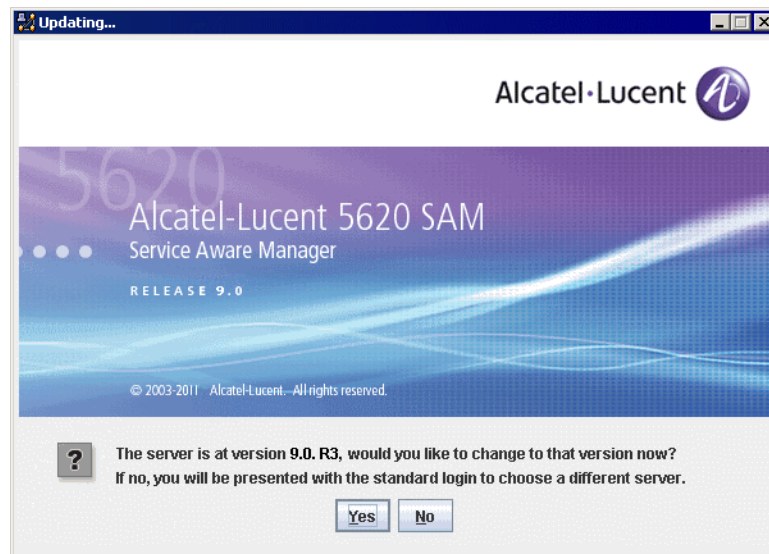 Updating...
Alcatel·Lucent
5620
Alcatel-Lucent 5620 SAM
Service Aware Manager
RELEASE 9.0
© 2003-2011 Alcatel-Lucent. All rights reserved.
?
The server is at version 9.0. R3, would you like to change to that version now?
If no, you will be presented with the standard login to choose a different server.
Yes No